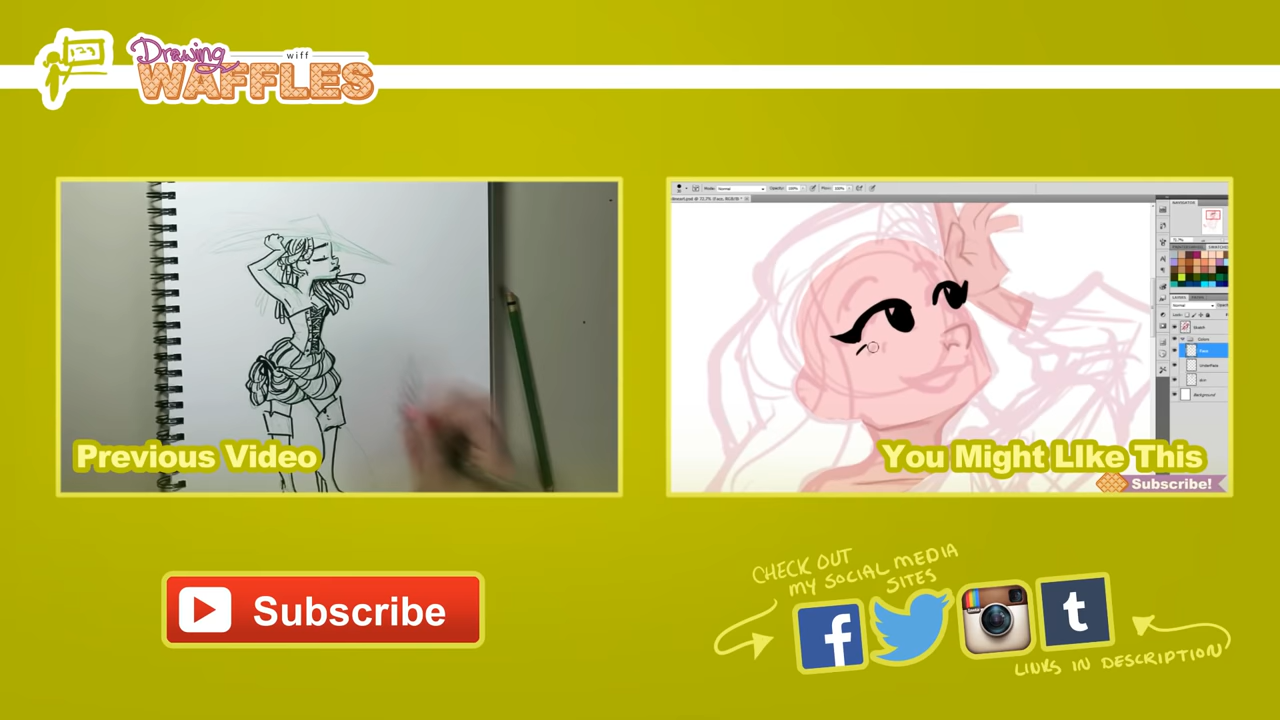 123
Drawing
wiff
WAFFLES
Previous Video
You MIght LIke This
Subscribe!
Subscribe
CHECK OUT
MY SOCIAL MEDIA
SITES
f
t
LINKS IN DESCRIPTION